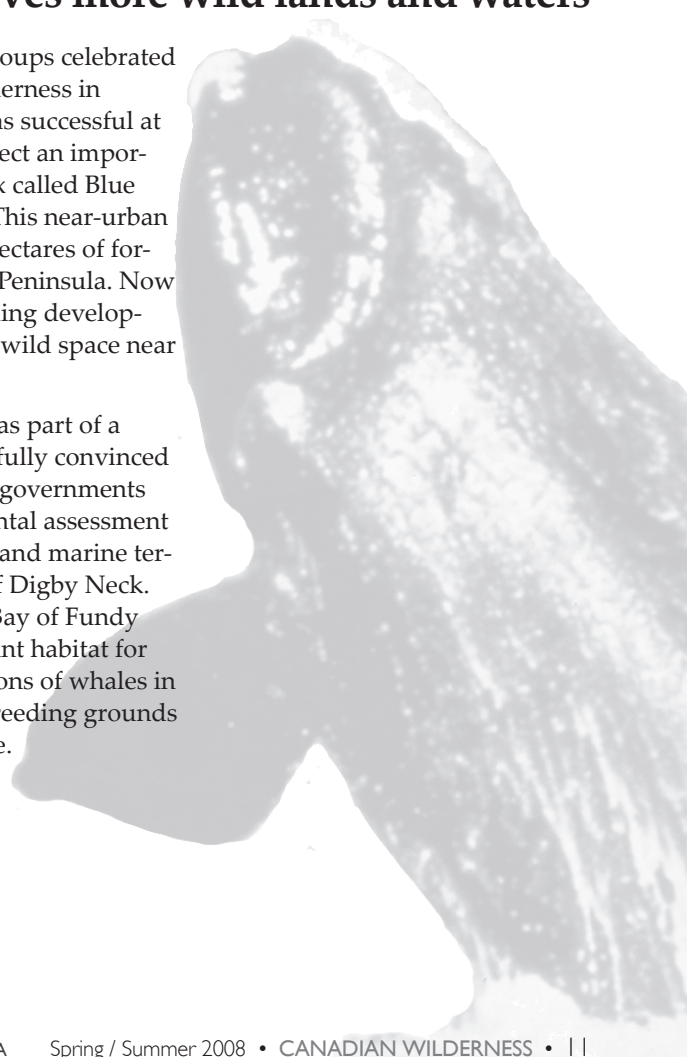 ves more wild lands and waters
oups celebrated
erness in
s successful at
ect an impor-
k called Blue
This near-urban
ectares of for-
Peninsula. Now
ing develop-
wild space near
as part of a
fully convinced
governments
ntal assessment
and marine ter-
f Digby Neck.
Bay of Fundy
nt habitat for
ons of whales in
reeding grounds
e.
A Spring / Summer 2008 • CANADIAN WILDERNESS • 11